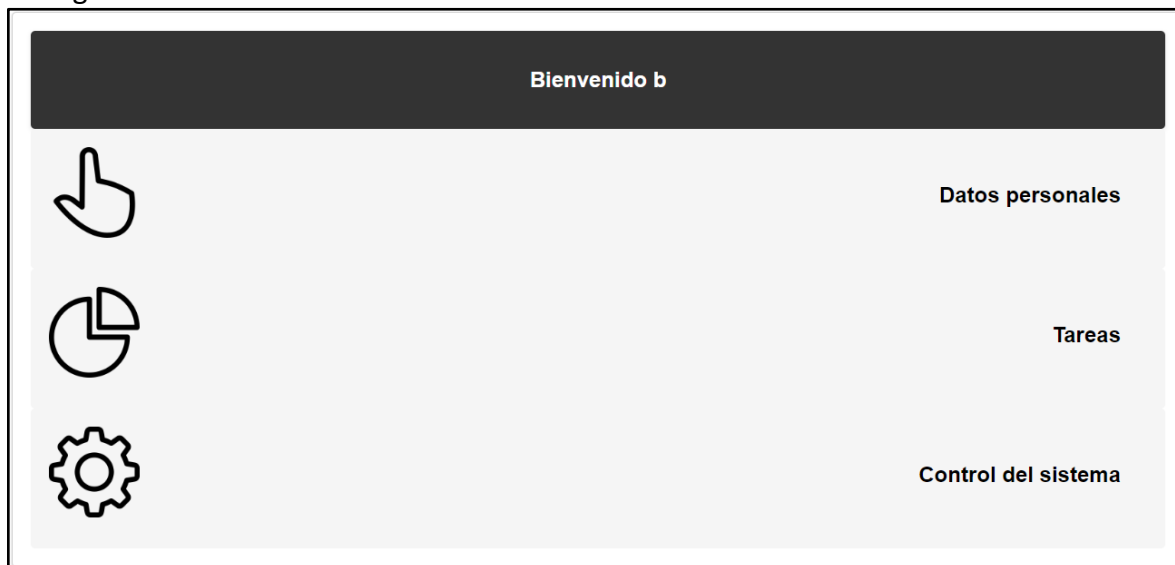 Bienvenido b
Datos personales
Tareas
Control del sistema